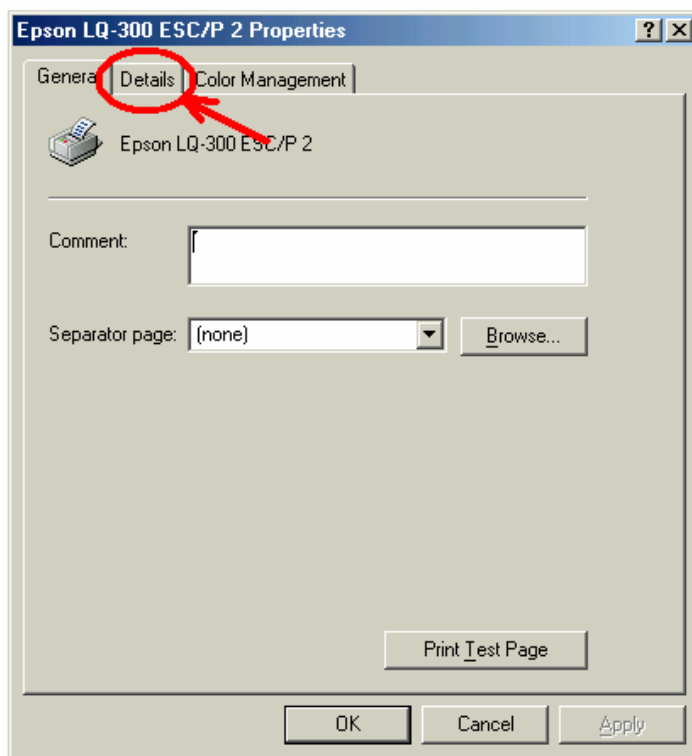 Epson LQ-300 ESC/P 2 Properties ? X
General Details Color Management
Epson LQ-300 ESC/P 2
Comment:
Separator page: (none) Browse...
Print Test Page
OK Cancel Apply